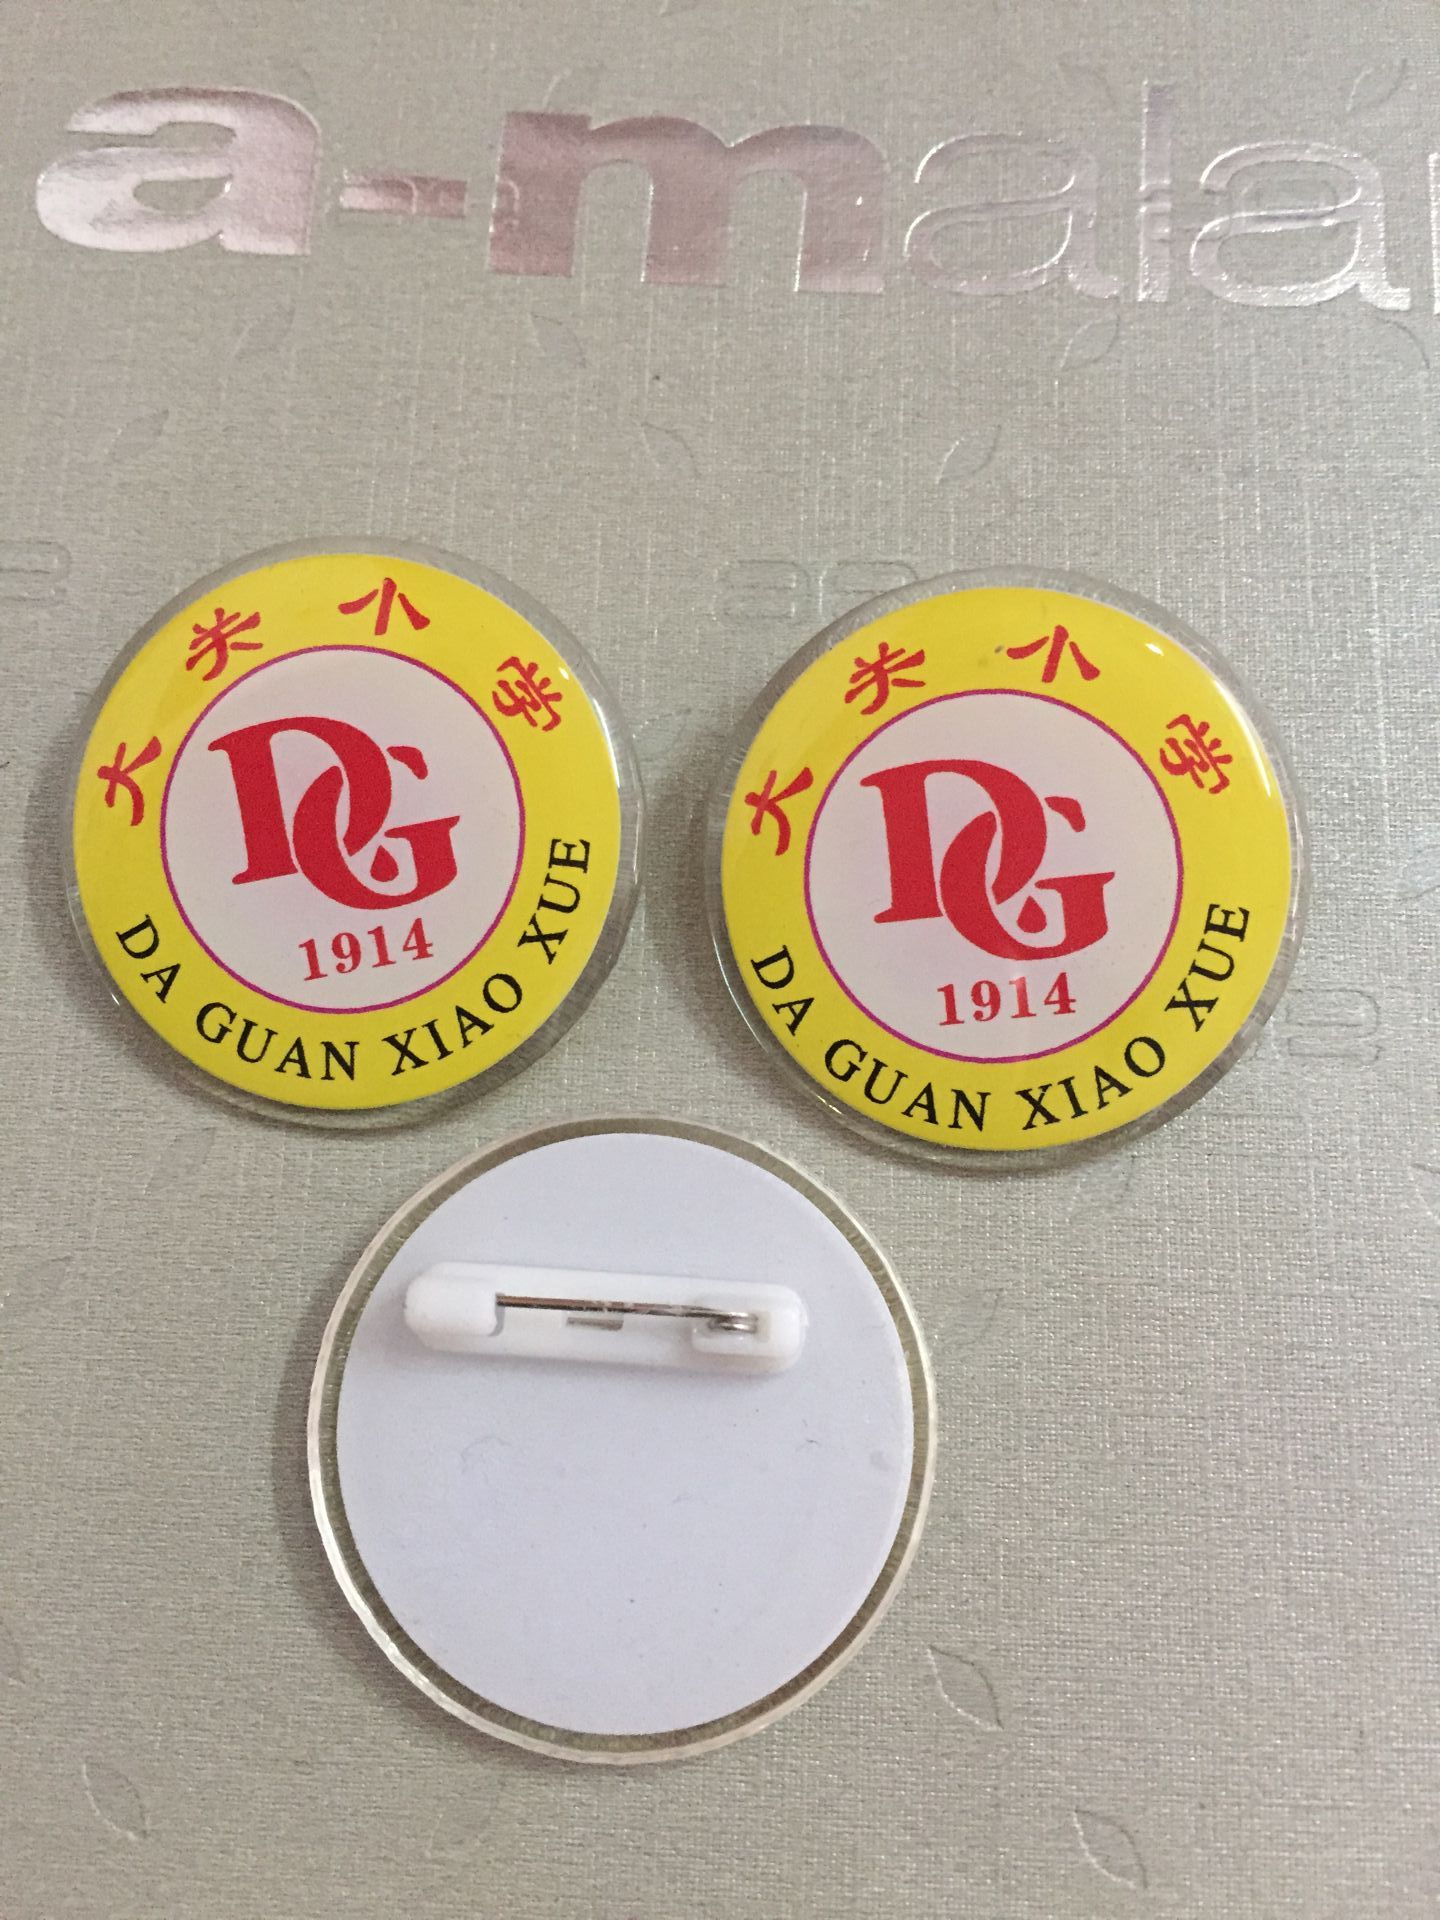 a-malai
大关小学
DG
1914
DA GUAN XIAO XUE
大关小学
DG
1914
DA GUAN XIAO XUE